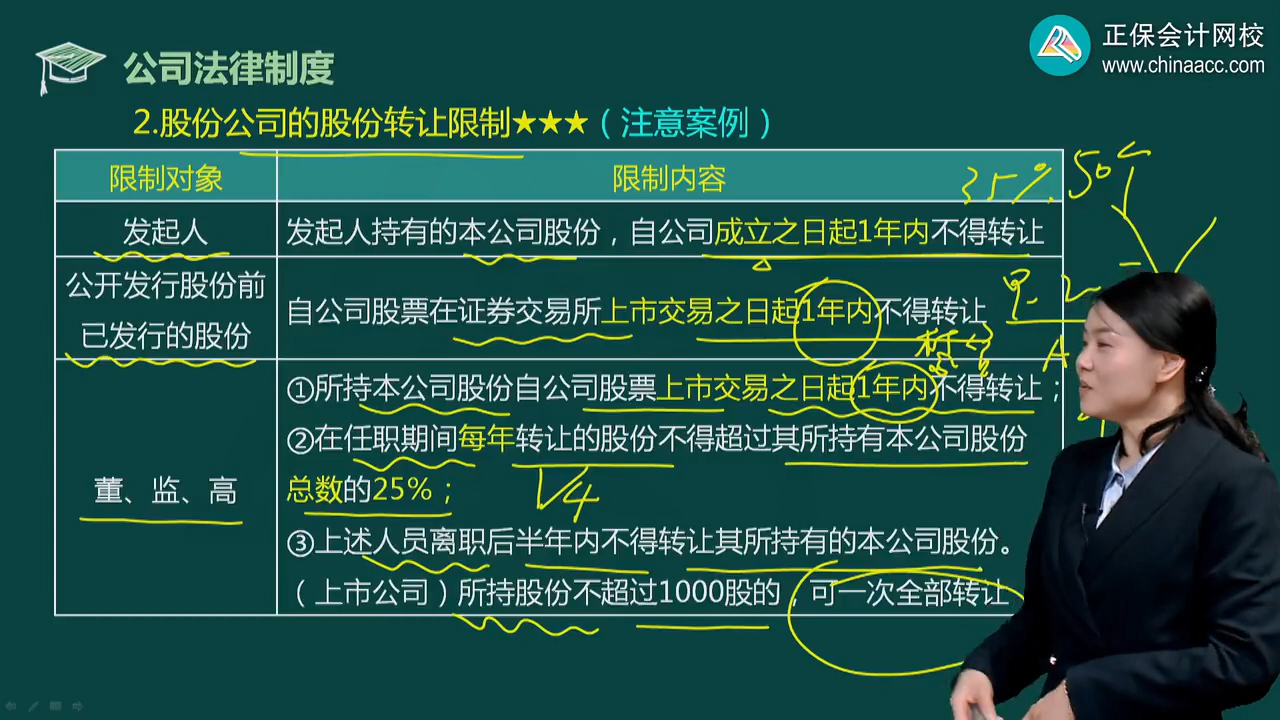 正保会计网校
www.chinaacc.com
公司法律制度
2.股份公司的股份转让限制★★★（注意案例）
限制对象
限制内容
35%.
发起人
发起人持有的本公司股份，自公司成立之日起1年内不得转让
公开发行股份前
已发行的股份
自公司股票在证券交易所上市交易之日起1年内不得转让
A
董、监、高
①所持本公司股份自公司股票上市交易之日起1年内不得转让；
②在任职期间每年转让的股份不得超过其所持有本公司股份
总数的25%；
1/4
③上述人员离职后半年内不得转让其所持有的本公司股份。
（上市公司）所持股份不超过1000股的，可一次全部转让